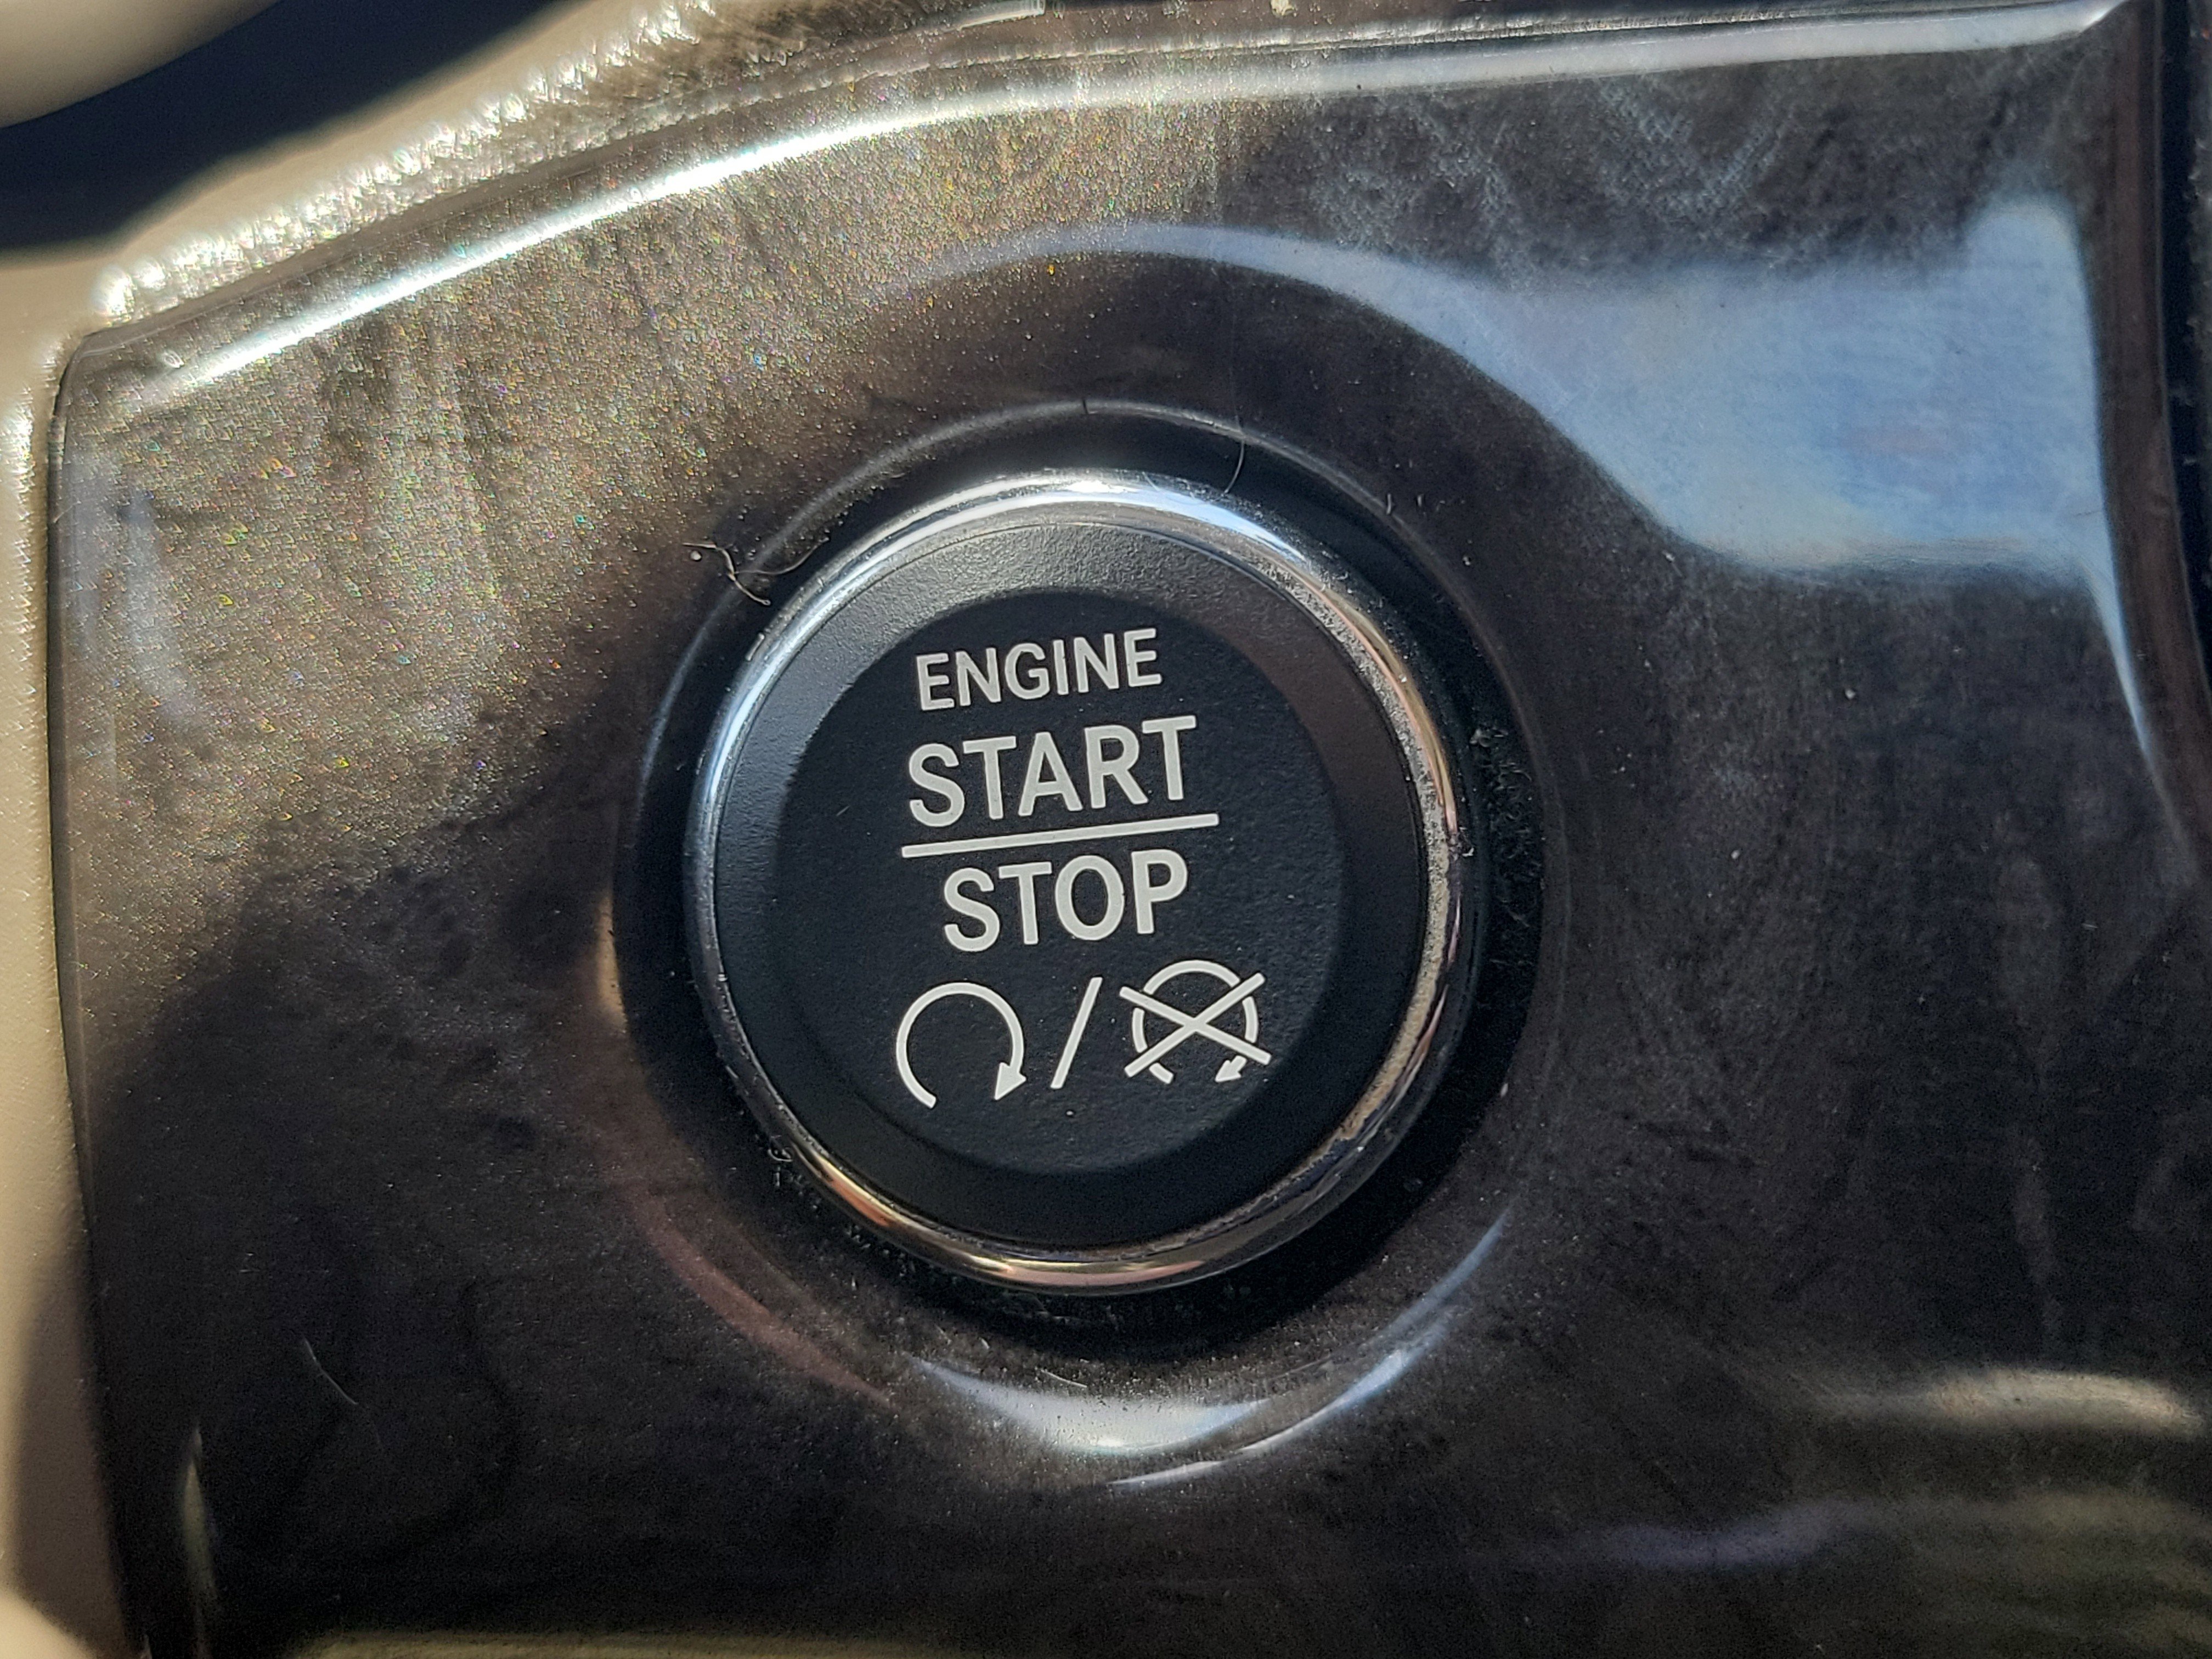 ENGINE
START
STOP
/